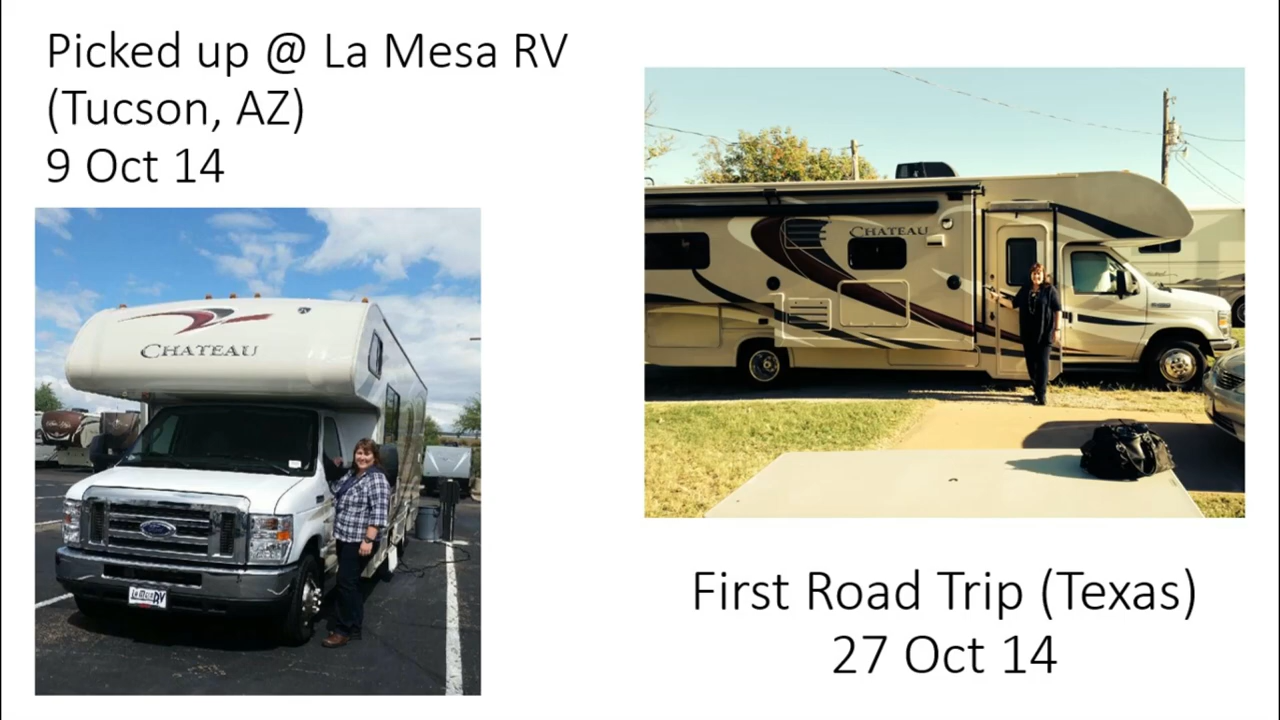 Picked up @ La Mesa RV
(Tucson, AZ)
9 Oct 14
CHATEAU
Ford
La Mesa RV
CHATEAU
First Road Trip (Texas)
27 Oct 14